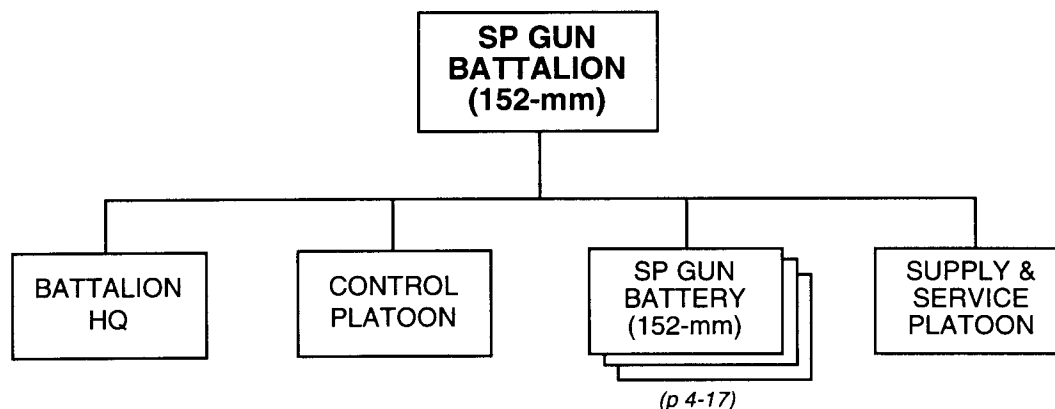 SP GUN
BATTALION
(152-mm)
BATTALION
HQ
CONTROL
PLATOON
SP GUN
BATTERY
(152-mm)
SUPPLY &
SERVICE
PLATOON
(p 4-17)